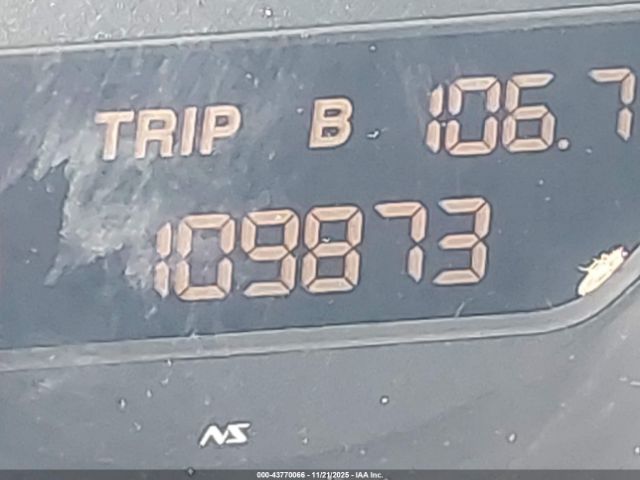 TRIP B 106.7
109873
NS
000-43770066 - 11/21/2025 - IAA Inc.